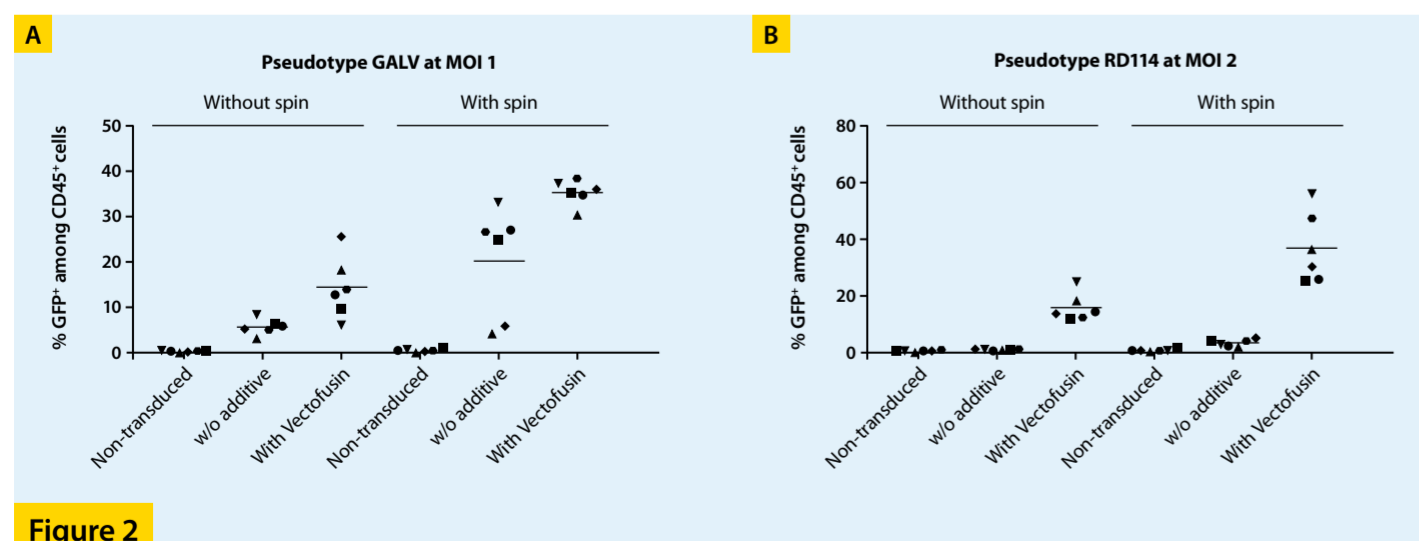 A
Pseudotype GALV at MOI 1
Without spin
With spin
% GFP⁺ among CD45⁺ cells
50
40
30
20
10
0
Non-transduced
w/o additive
With Vectofusin
Non-transduced
w/o additive
With Vectofusin
B
Pseudotype RD114 at MOI 2
Without spin
With spin
% GFP⁺ among CD45⁺ cells
80
60
40
20
0
Non-transduced
w/o additive
With Vectofusin
Non-transduced
w/o additive
With Vectofusin
Figure 2